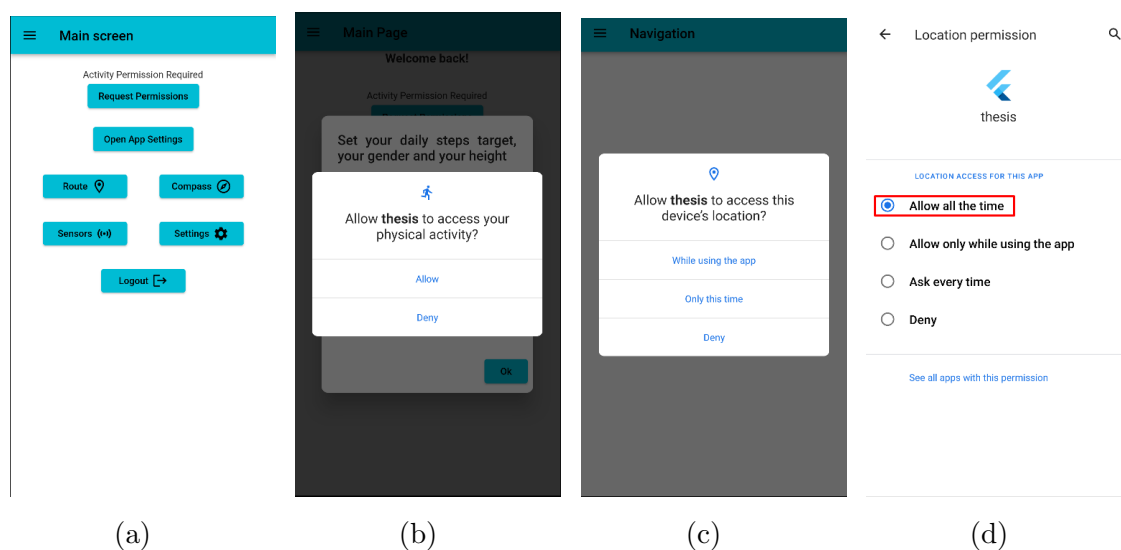 Main screen
Activity Permission Required
Request Permissions
Open App Settings
Route
Compass
Sensors
Settings
Logout
(a)
Main Page
Welcome back!
Activity Permission Required
Set your daily steps target,
your gender and your height
Allow thesis to access your
physical activity?
Allow
Deny
Ok
(b)
Navigation
Allow thesis to access this
device's location?
While using the app
Only this time
Deny
(c)
Location permission
thesis
LOCATION ACCESS FOR THIS APP
Allow all the time
Allow only while using the app
Ask every time
Deny
See all apps with this permission
(d)